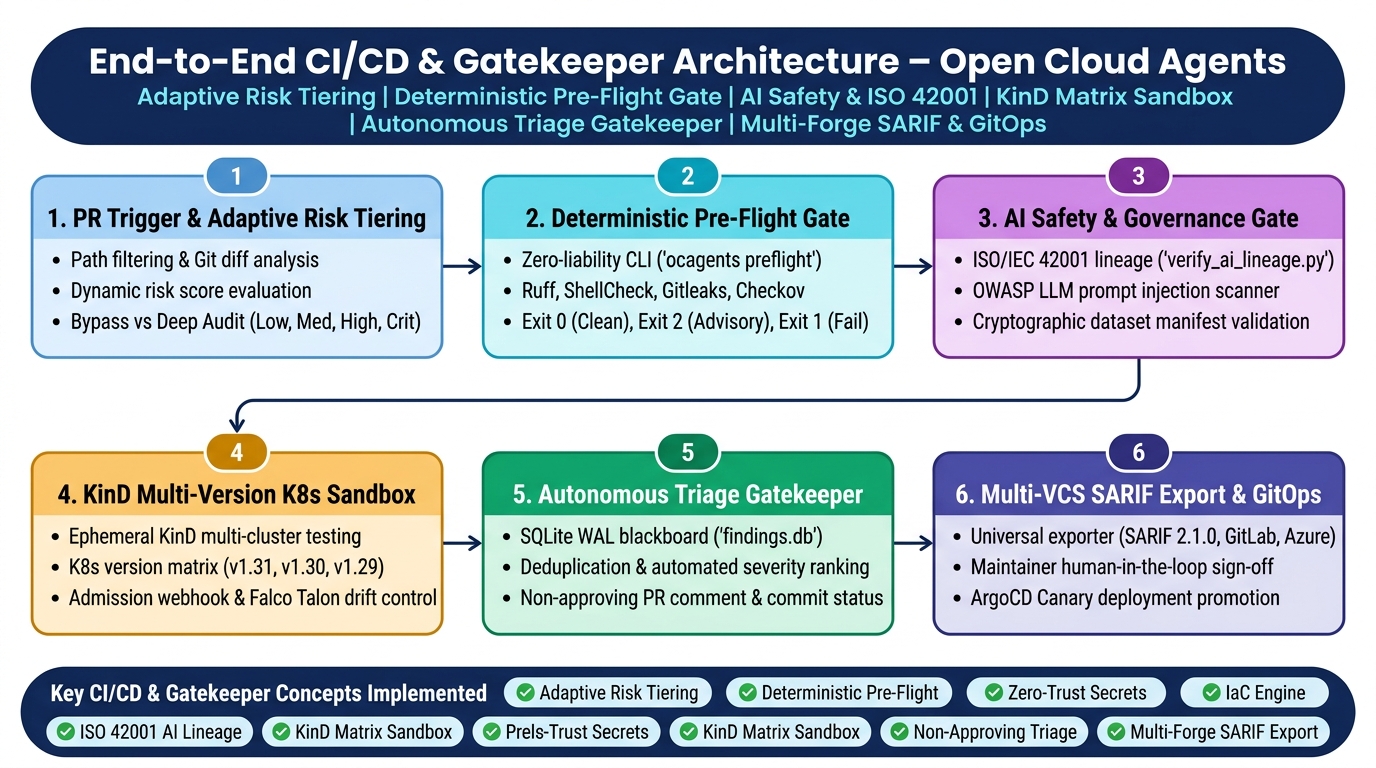 End-to-End CI/CD & Gatekeeper Architecture – Open Cloud Agents
Adaptive Risk Tiering | Deterministic Pre-Flight Gate | AI Safety & ISO 42001 | KinD Matrix Sandbox
| Autonomous Triage Gatekeeper | Multi-Forge SARIF & GitOps
1
1. PR Trigger & Adaptive Risk Tiering
• Path filtering & Git diff analysis
• Dynamic risk score evaluation
• Bypass vs Deep Audit (Low, Med, High, Crit)
2
2. Deterministic Pre-Flight Gate
• Zero-liability CLI ('ocagents preflight')
• Ruff, ShellCheck, Gitleaks, Checkov
• Exit 0 (Clean), Exit 2 (Advisory), Exit 1 (Fail)
3
3. AI Safety & Governance Gate
• ISO/IEC 42001 lineage ('verify_ai_lineage.py')
• OWASP LLM prompt injection scanner
• Cryptographic dataset manifest validation
4
4. KinD Multi-Version K8s Sandbox
• Ephemeral KinD multi-cluster testing
• K8s version matrix (v1.31, v1.30, v1.29)
• Admission webhook & Falco Talon drift control
5
5. Autonomous Triage Gatekeeper
• SQLite WAL blackboard ('findings.db')
• Deduplication & automated severity ranking
• Non-approving PR comment & commit status
6
6. Multi-VCS SARIF Export & GitOps
• Universal exporter (SARIF 2.1.0, GitLab, Azure)
• Maintainer human-in-the-loop sign-off
• ArgoCD Canary deployment promotion
Key CI/CD & Gatekeeper Concepts Implemented
Adaptive Risk Tiering
Deterministic Pre-Flight
Zero-Trust Secrets
IaC Engine
ISO 42001 AI Lineage
KinD Matrix Sandbox
Prels-Trust Secrets
KinD Matrix Sandbox
Non-Approving Triage
Multi-Forge SARIF Export